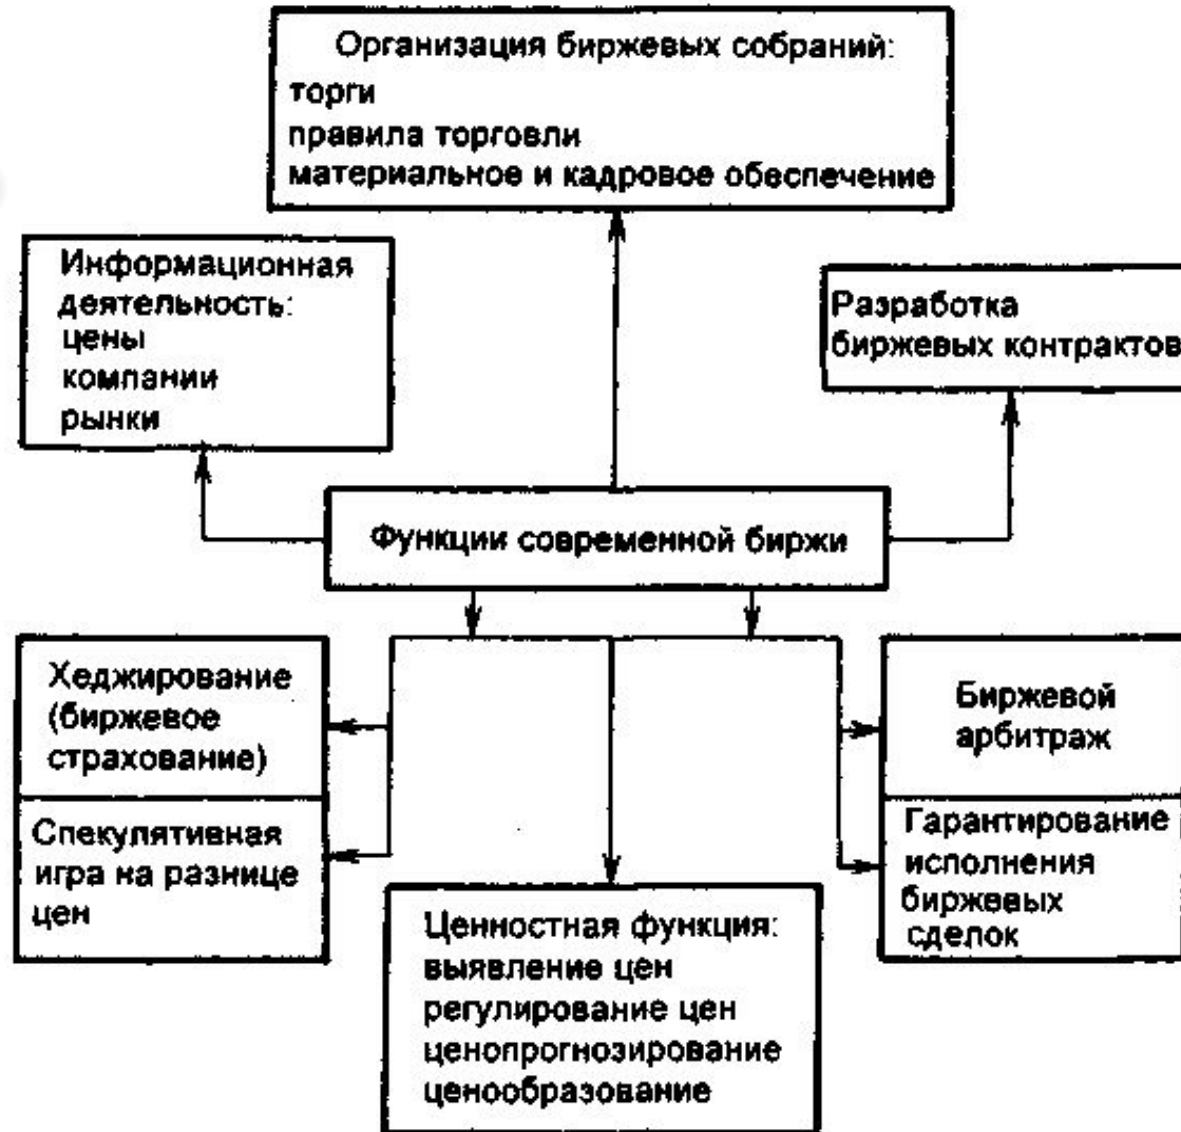 Организация биржевых собраний:
торги
правила торговли
материальное и кадровое обеспечение
Информационная
деятельность:
цены
компании
рынки
Разработка
биржевых контрактов
Функции современной биржи
Хеджирование
(биржевое
страхование)
Спекулятивная
игра на разнице
цен
Ценностная функция:
выявление цен
регулирование цен
ценопрогнозирование
ценообразование
Биржевой
арбитраж
Гарантирование
исполнения
биржевых
сделок